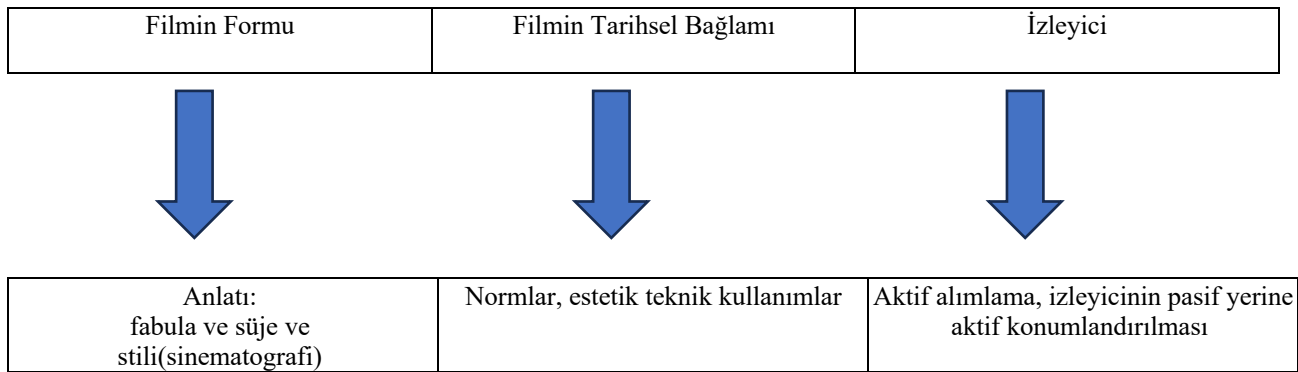 Filmin Formu
Filmin Tarihsel Bağlamı
İzleyici
Anlatı:
fabula ve süje ve
stili(sinematografi)
Normlar, estetik teknik kullanımlar
Aktif alımlama, izleyicinin pasif yerine
aktif konumlandırılması